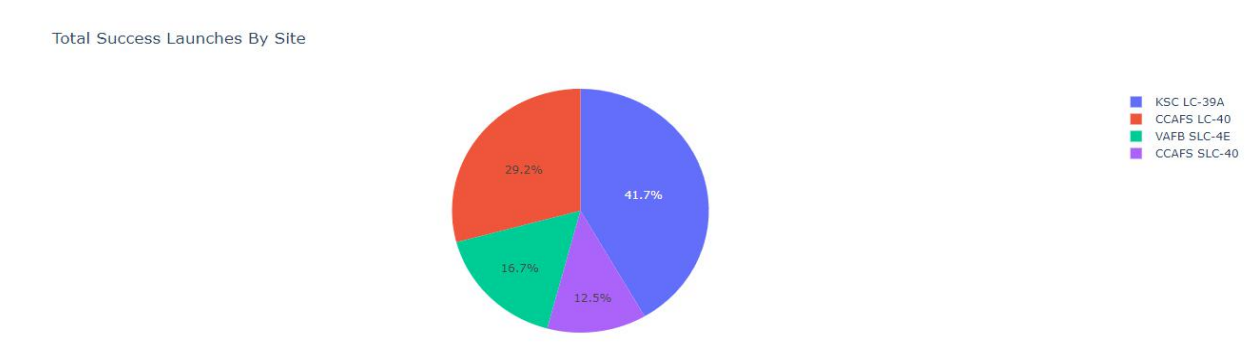 Total Success Launches By Site
KSC LC-39A
CCAFS LC-40
VAFB SLC-4E
CCAFS SLC-40
29.2%
41.7%
16.7%
12.5%